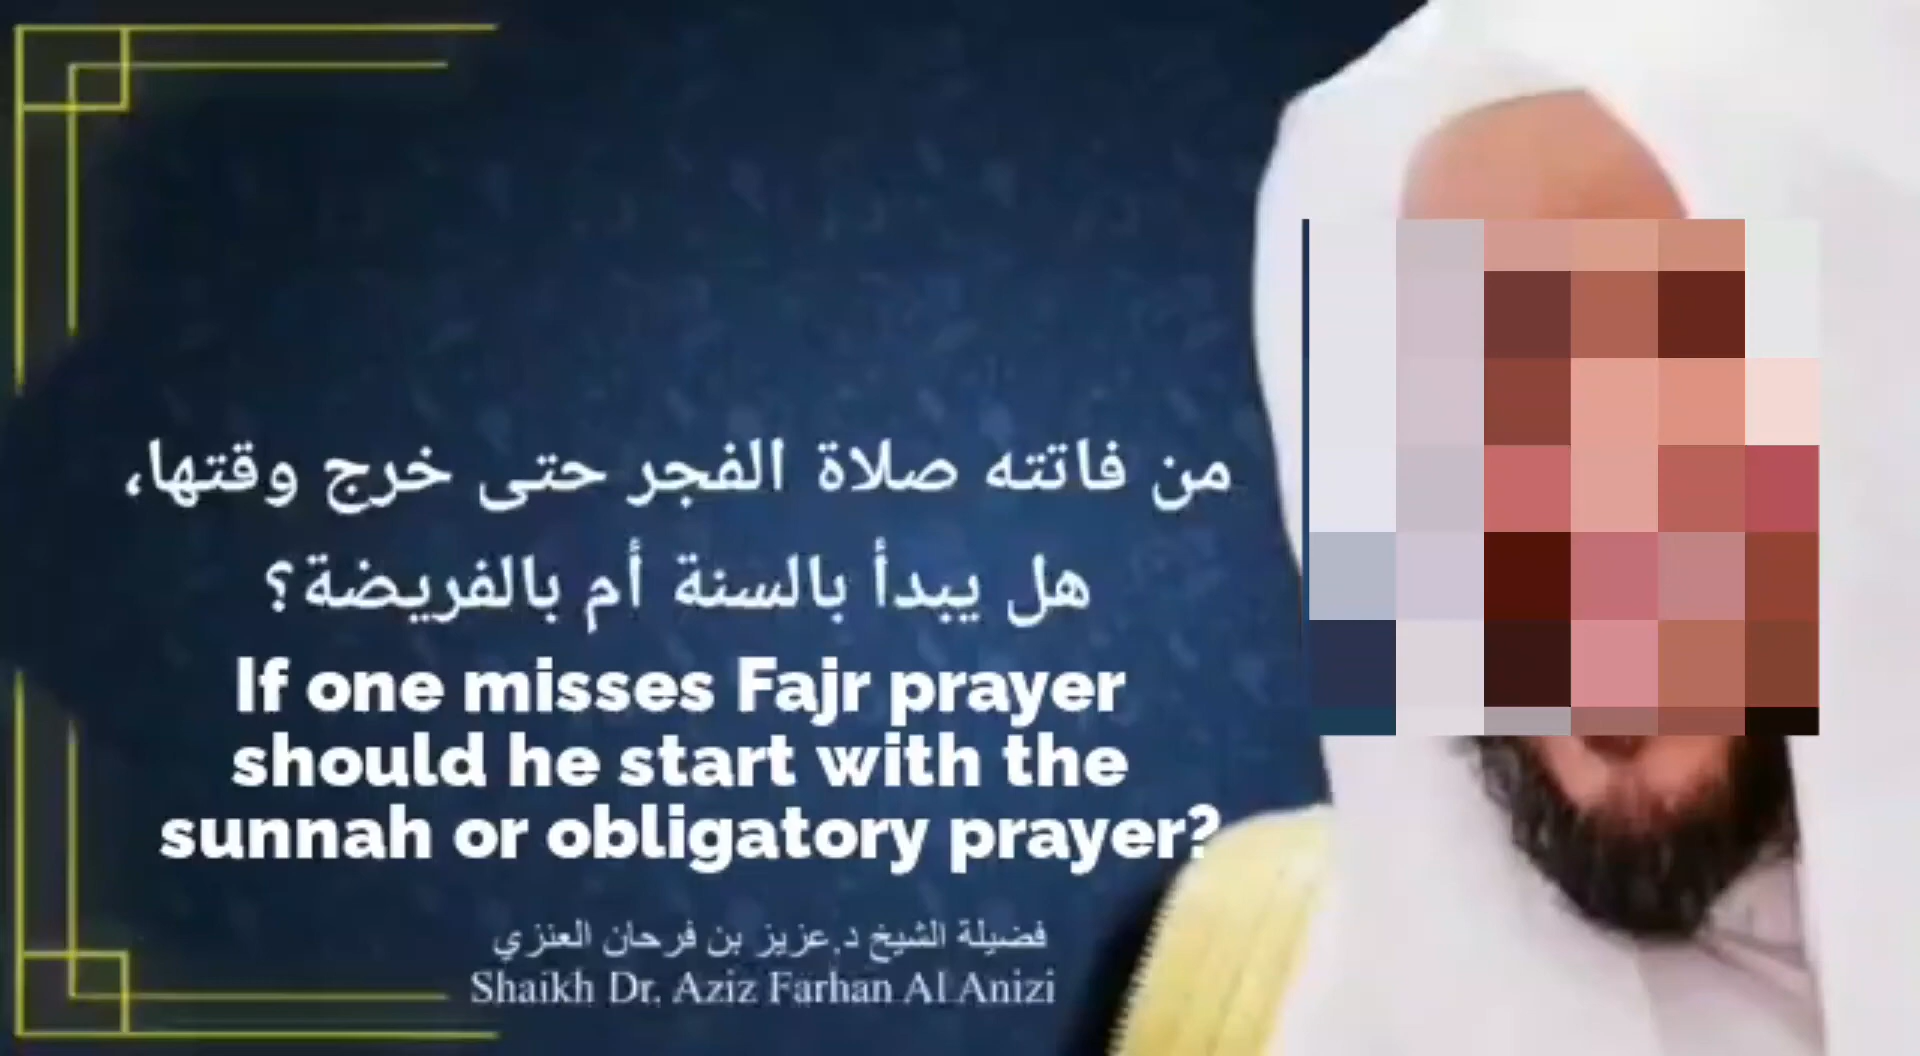 من فاتته صلاة الفجر حتى خرج وقتها،
هل يبدأ بالسنة أم بالفريضة؟
If one misses Fajr prayer
should he start with the
sunnah or obligatory prayer?
فضيلة الشيخ د.عزيز بن فرحان العنزي
Shaikh Dr. Aziz Farhan Al Anizi